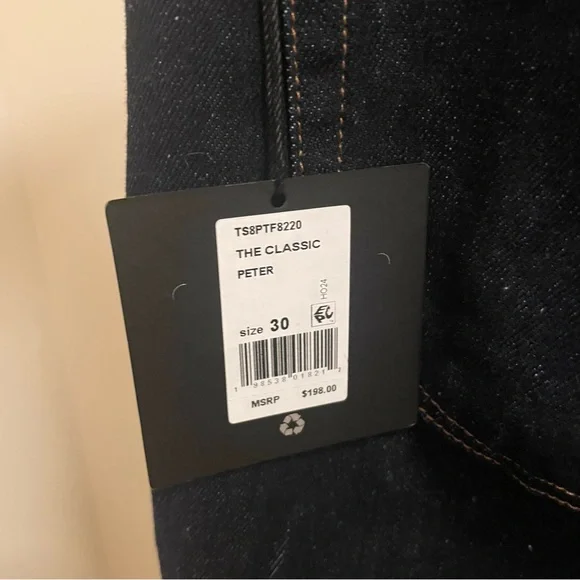 TS8PTF8220
THE CLASSIC
PETER
HO24
size 30
MSRP $198.00